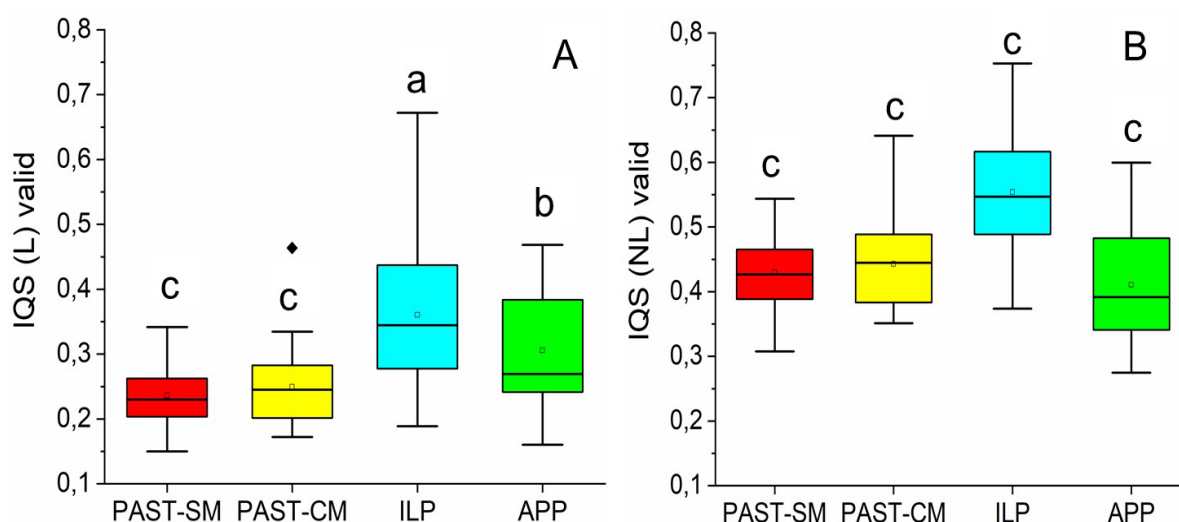 A
IQS (L) valid
0,8
0,7
0,6
0,5
0,4
0,3
0,2
0,1
c
c
a
b
PAST-SM PAST-CM ILP APP
B
IQS (NL) valid
0,8
0,7
0,6
0,5
0,4
0,3
0,2
0,1
c
c
c
c
PAST-SM PAST-CM ILP APP